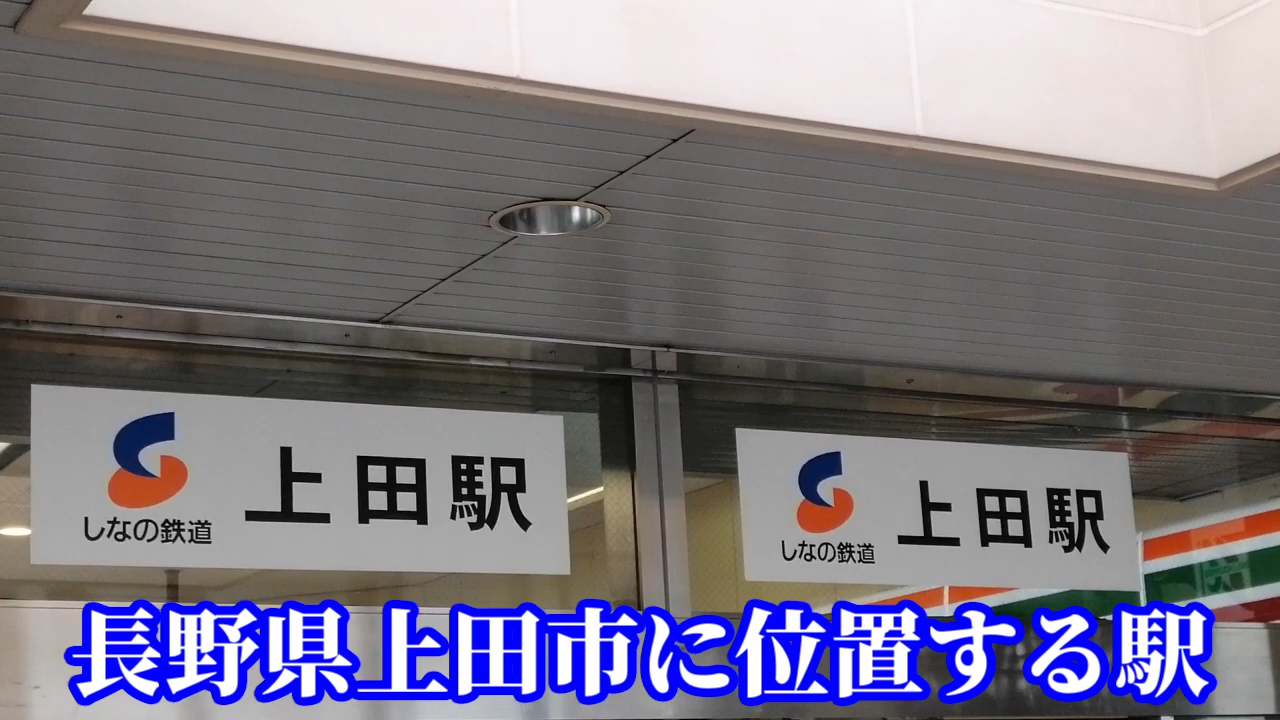 上田駅
しなの鉄道
上田駅
しなの鉄道
長野県上田市に位置する駅